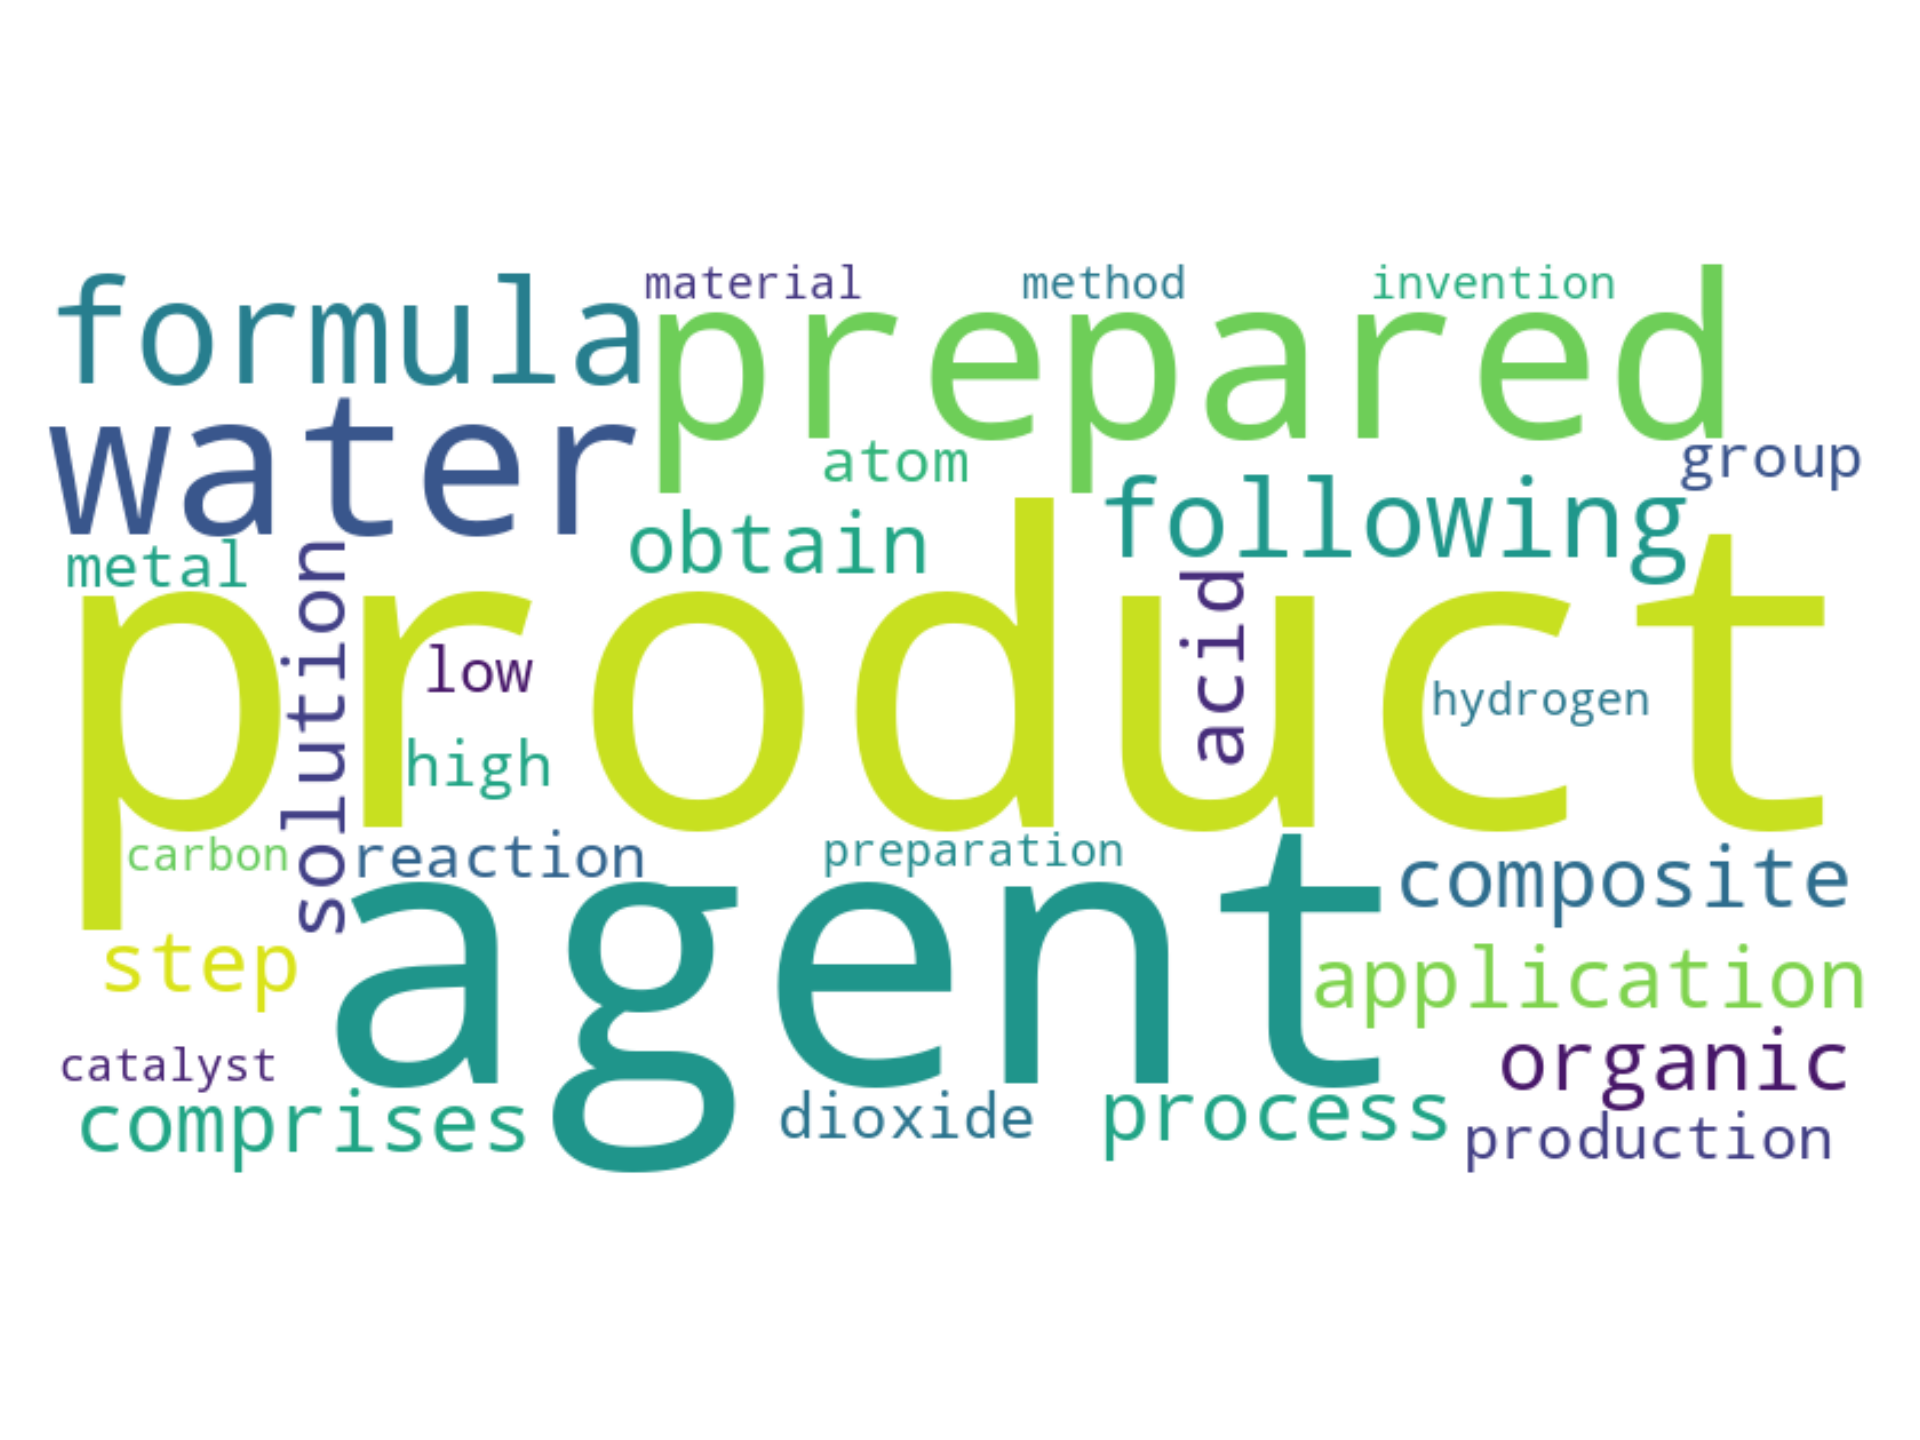 material method invention
formula prepared
water
atom group
following
obtain
metal
solution
product
acid
low
hydrogen
high
carbon reaction preparation
composite
agent
step
application
organic
catalyst
comprises dioxide process
production